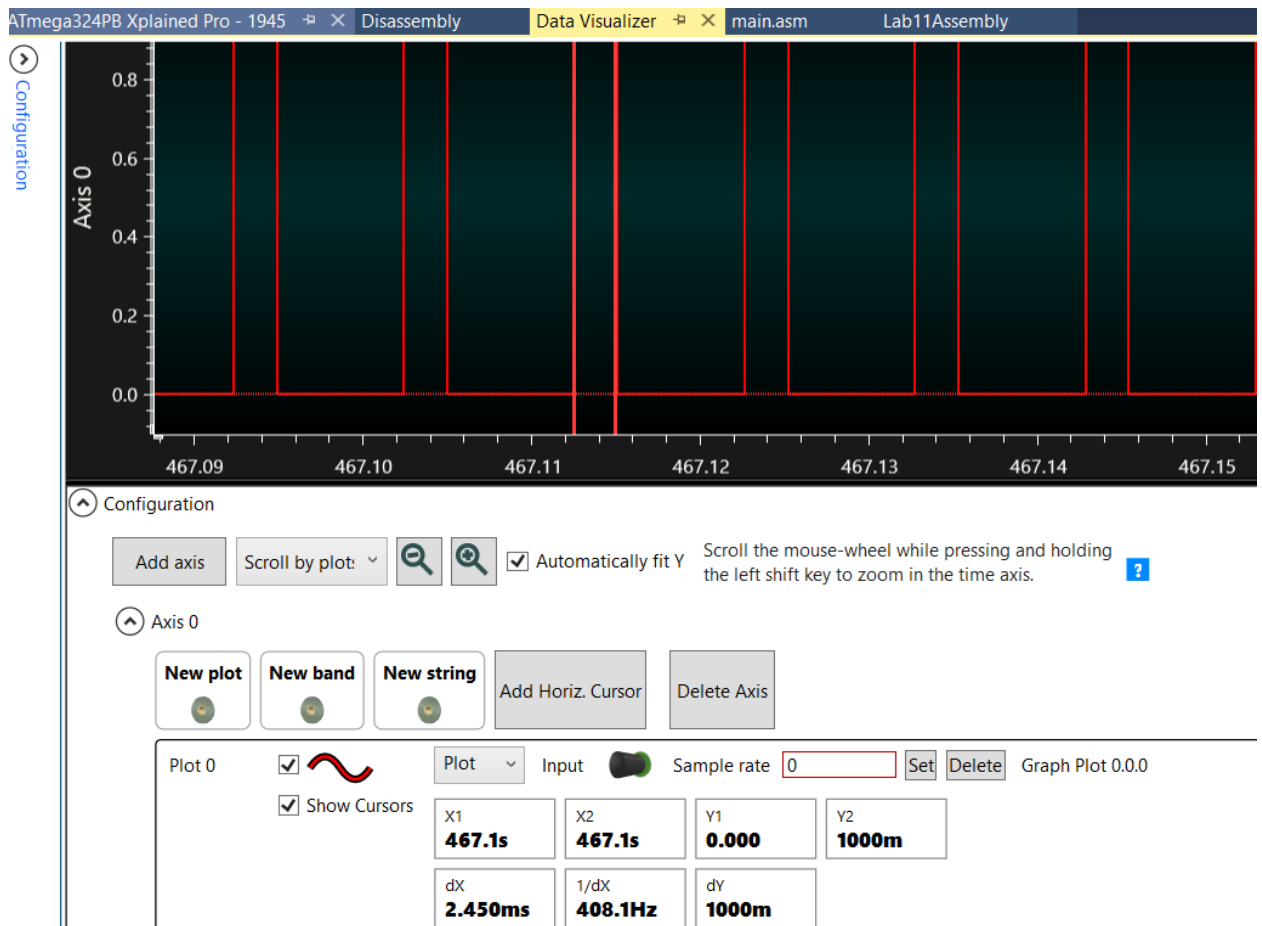 ATmega324PB Xplained Pro - 1945 Disassembly Data Visualizer main.asm Lab11Assembly
Configuration
Axis 0
0.8
0.6
0.4
0.2
0.0
467.09 467.10 467.11 467.12 467.13 467.14 467.15
Configuration
Add axis Scroll by plot: Automatically fit Y Scroll the mouse-wheel while pressing and holding
the left shift key to zoom in the time axis. ?
Axis 0
New plot New band New string Add Horiz. Cursor Delete Axis
Plot 0 Plot Input Sample rate 0 Set Delete Graph Plot 0.0.0
Show Cursors
X1 X2 Y1 Y2
467.1s 467.1s 0.000 1000m
dX 1/dX dY
2.450ms 408.1Hz 1000m